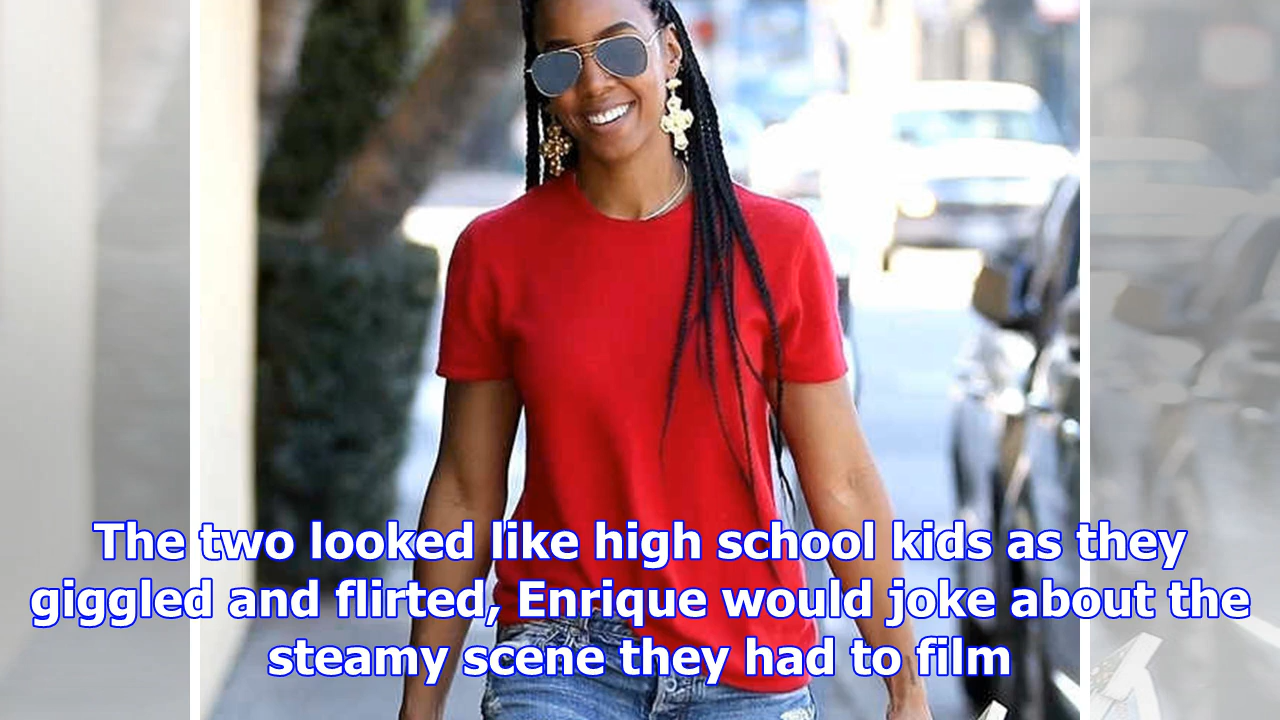 The two looked like high school kids as they
giggled and flirted, Enrique would joke about the
steamy scene they had to film